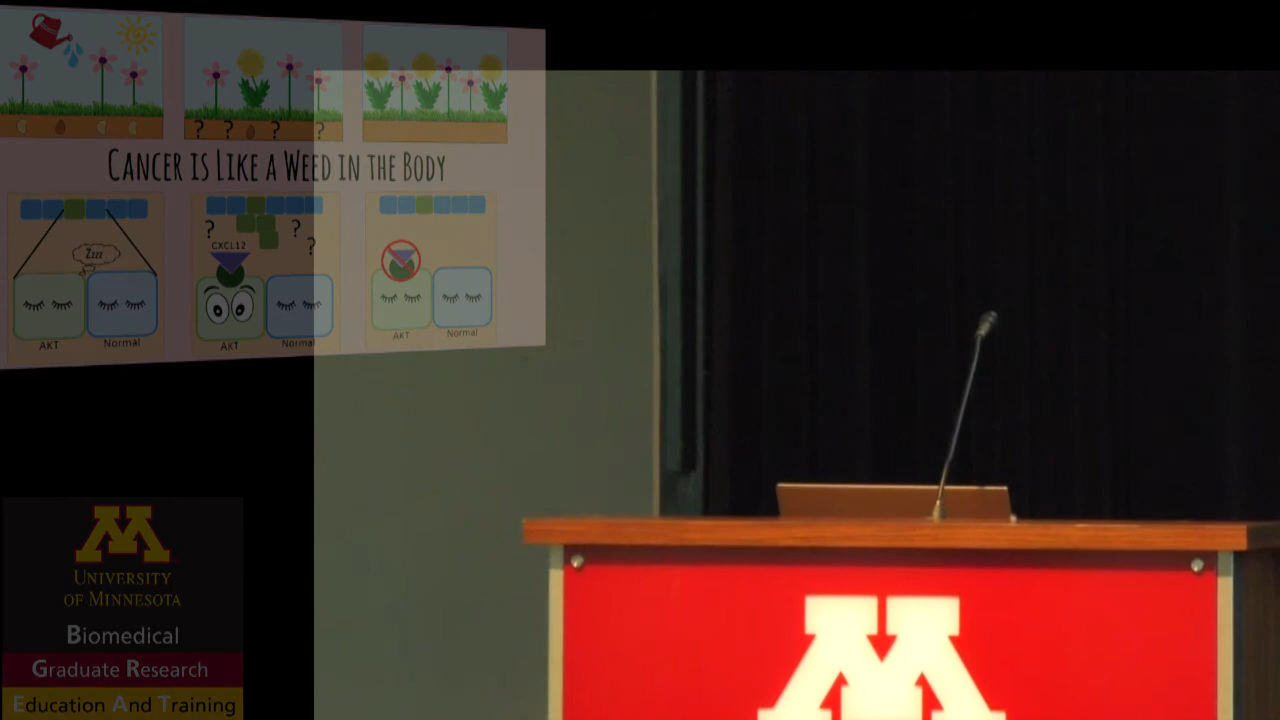 ? ? ? ?
CANCER IS LIKE A WEED IN THE BODY
Zzzz
? ? ?
CXCL12
AKT Normal
AKT Normal
AKT Normal
M
UNIVERSITY
OF MINNESOTA
Biomedical
Graduate Research
Education And Training
M